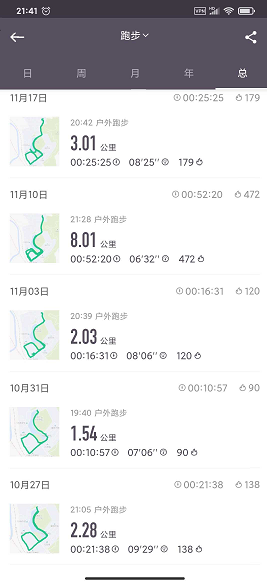 21:41
跑步
日 周 月 年 总
11月17日 00:25:25 179
20:42 户外跑步
3.01 公里
00:25:25 08'25'' 179
11月10日 00:52:20 472
21:28 户外跑步
8.01 公里
00:52:20 06'32'' 472
11月03日 00:16:31 120
20:39 户外跑步
2.03 公里
00:16:31 08'06'' 120
10月31日 00:10:57 90
19:40 户外跑步
1.54 公里
00:10:57 07'06'' 90
10月27日 00:21:38 138
21:05 户外跑步
2.28 公里
00:21:38 09'29'' 138